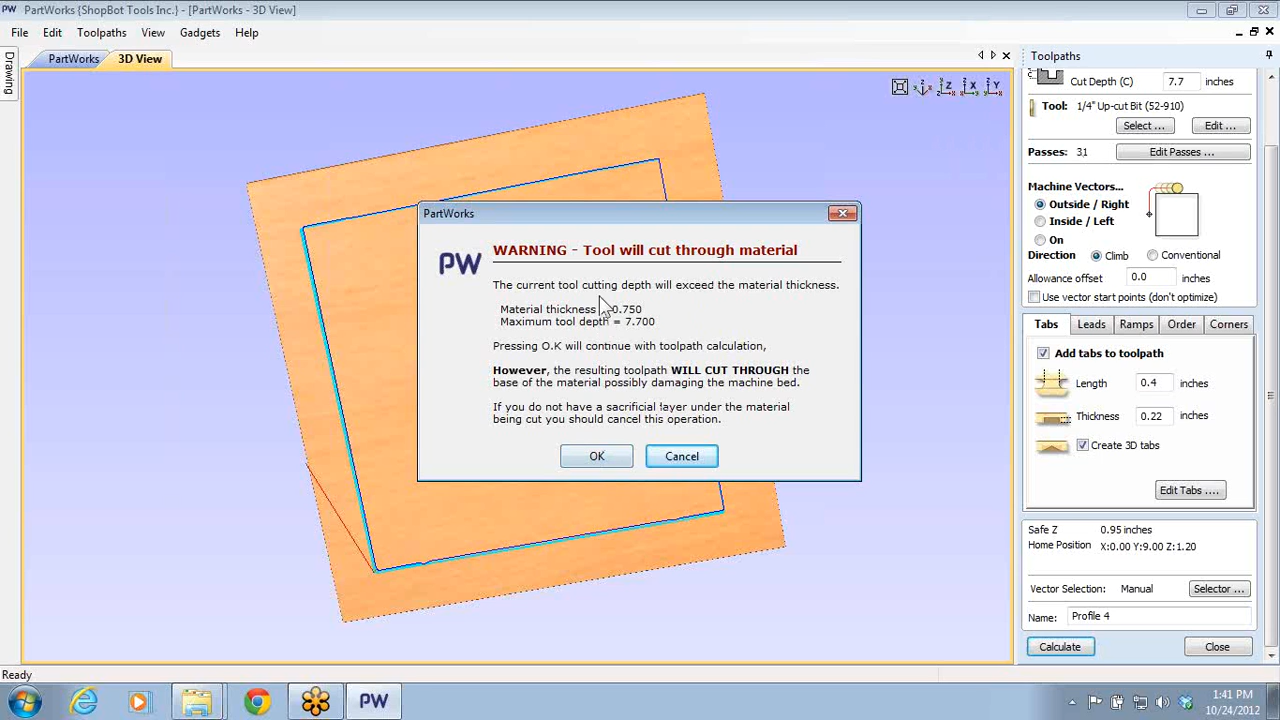 PW PartWorks {ShopBot Tools Inc.} - [PartWorks - 3D View]
File Edit Toolpaths View Gadgets Help
Drawing
PartWorks 3D View
Toolpaths
Cut Depth (C) 7.7 inches
Tool: 1/4" Up-cut Bit (52-910)
Select ... Edit ...
Passes: 31 Edit Passes ...
Machine Vectors...
Outside / Right
Inside / Left
On
Direction Climb Conventional
Allowance offset 0.0 inches
Use vector start points (don't optimize)
Tabs Leads Ramps Order Corners
Add tabs to toolpath
Length 0.4 inches
Thickness 0.22 inches
Create 3D tabs
Edit Tabs ....
Safe Z 0.95 inches
Home Position X:0.00 Y:9.00 Z:1.20
Vector Selection: Manual Selector ...
Name: Profile 4
Calculate Close
PartWorks
PW
WARNING - Tool will cut through material
The current tool cutting depth will exceed the material thickness.
Material thickness = 0.750
Maximum tool depth = 7.700
Pressing O.K will continue with toolpath calculation,
However, the resulting toolpath WILL CUT THROUGH the
base of the material possibly damaging the machine bed.
If you do not have a sacrificial layer under the material
being cut you should cancel this operation.
OK Cancel
Ready
PW
1:41 PM
10/24/2012